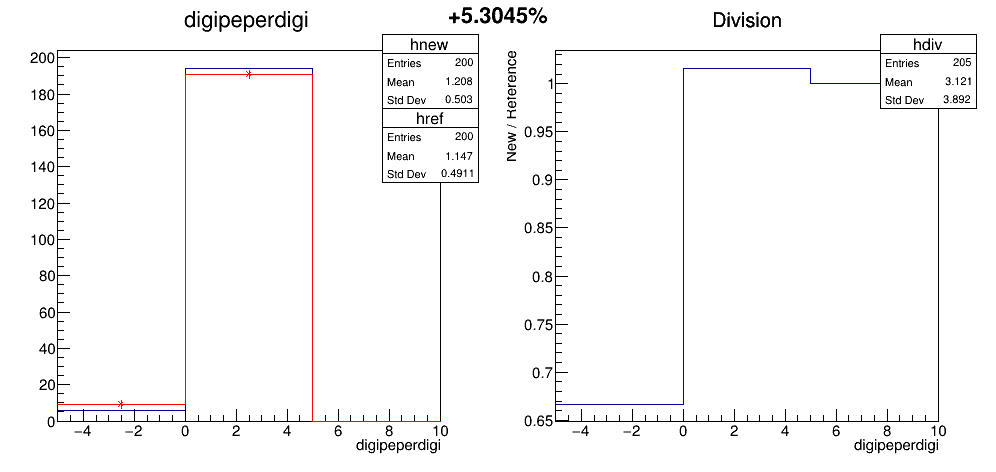 +5.3045%
digipeperdigi
hnew
Entries 200
Mean 1.208
Std Dev 0.503
href
Entries 200
Mean 1.147
Std Dev 0.4911
200
180
160
140
120
100
80
60
40
20
0
−4 −2 0 2 4 6 8 10
digipeperdigi
Division
hdiv
Entries 205
Mean 3.121
Std Dev 3.892
New / Reference
1
0.95
0.9
0.85
0.8
0.75
0.7
0.65
−4 −2 0 2 4 6 8 10
digipeperdigi